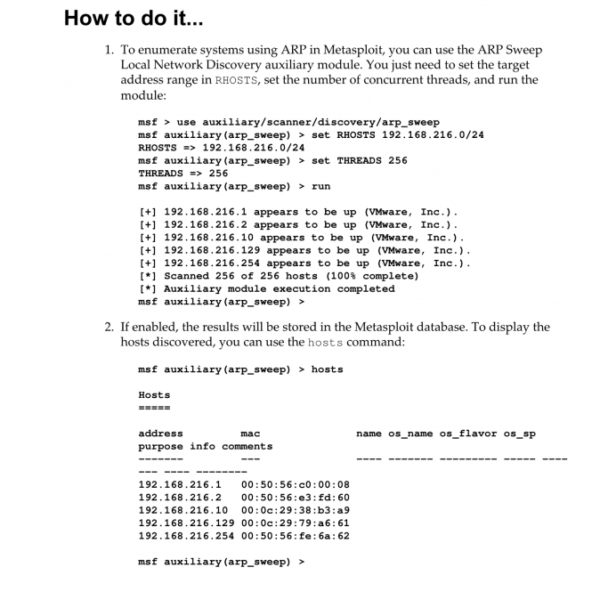 How to do it...
1. To enumerate systems using ARP in Metasploit, you can use the ARP Sweep
Local Network Discovery auxiliary module. You just need to set the target
address range in RHOSTS, set the number of concurrent threads, and run the
module:
msf > use auxiliary/scanner/discovery/arp_sweep
msf auxiliary(arp_sweep) > set RHOSTS 192.168.216.0/24
RHOSTS => 192.168.216.0/24
msf auxiliary(arp_sweep) > set THREADS 256
THREADS => 256
msf auxiliary(arp_sweep) > run
[+] 192.168.216.1 appears to be up (VMware, Inc.).
[+] 192.168.216.2 appears to be up (VMware, Inc.).
[+] 192.168.216.10 appears to be up (VMware, Inc.).
[+] 192.168.216.129 appears to be up (VMware, Inc.).
[+] 192.168.216.254 appears to be up (VMware, Inc.).
[*] Scanned 256 of 256 hosts (100% complete)
[*] Auxiliary module execution completed
msf auxiliary(arp_sweep) >
2. If enabled, the results will be stored in the Metasploit database. To display the
hosts discovered, you can use the hosts command:
msf auxiliary(arp_sweep) > hosts
Hosts
=====
address mac name os_name os_flavor os_sp
purpose info comments
------- --- ---- ------- --------- ----- ----
--- ---- --------
192.168.216.1 00:50:56:c0:00:08
192.168.216.2 00:50:56:e3:fd:60
192.168.216.10 00:0c:29:38:b3:a9
192.168.216.129 00:0c:29:79:a6:61
192.168.216.254 00:50:56:fe:6a:62
msf auxiliary(arp_sweep) >